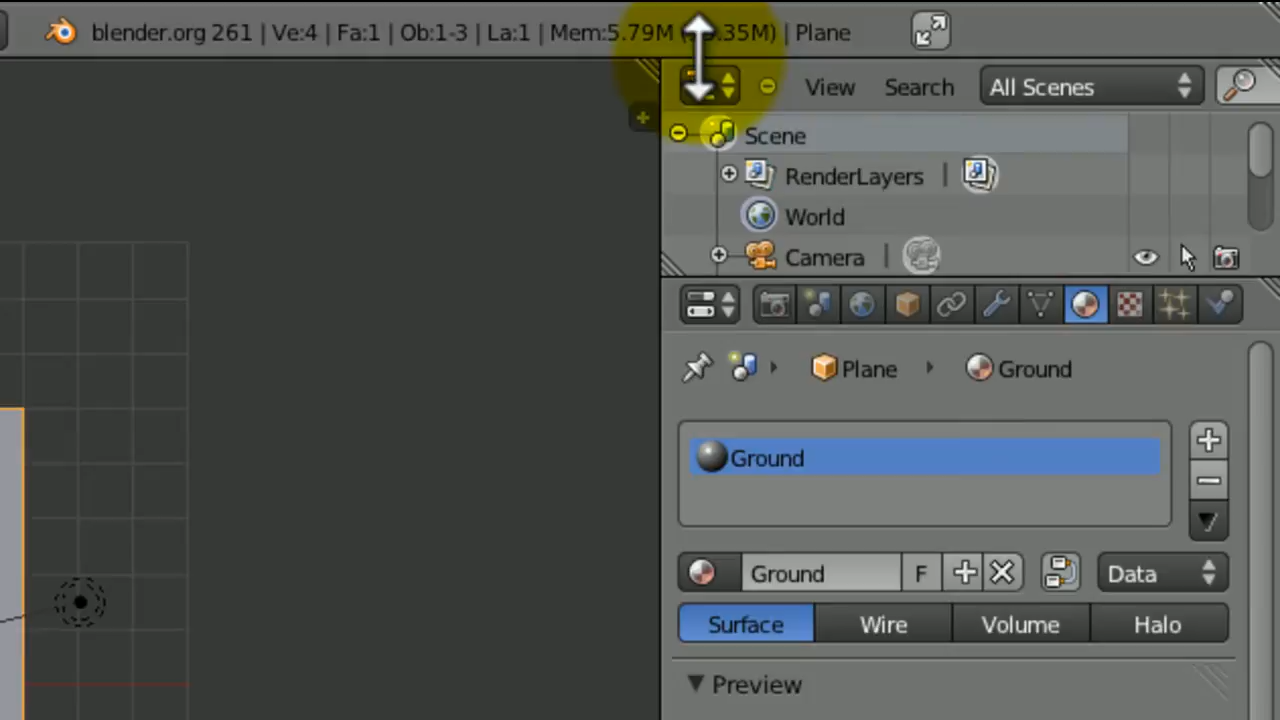 blender.org 261 | Ve:4 | Fa:1 | Ob:1-3 | La:1 | Mem:5.79M .35M) | Plane
View Search All Scenes
Scene
RenderLayers |
World
Camera |
Plane Ground
Ground
Ground F Data
Surface Wire Volume Halo
Preview